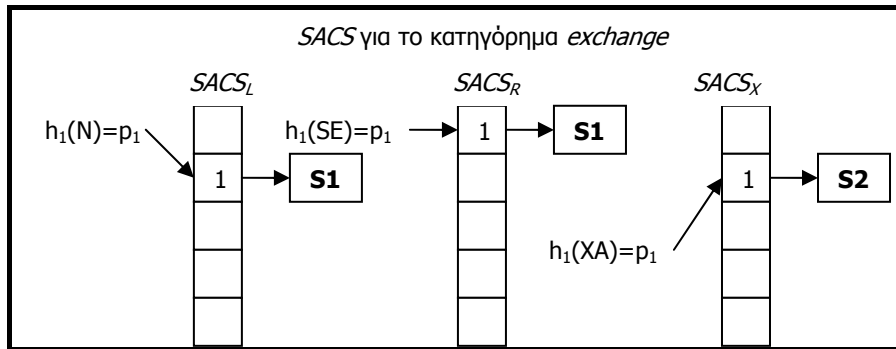 SACS για το κατηγόρημα exchange
SACS_L SACS_R SACS_X
h₁(N)=p₁ 1 S1
h₁(SE)=p₁ 1 S1
h₁(XA)=p₁ 1 S2